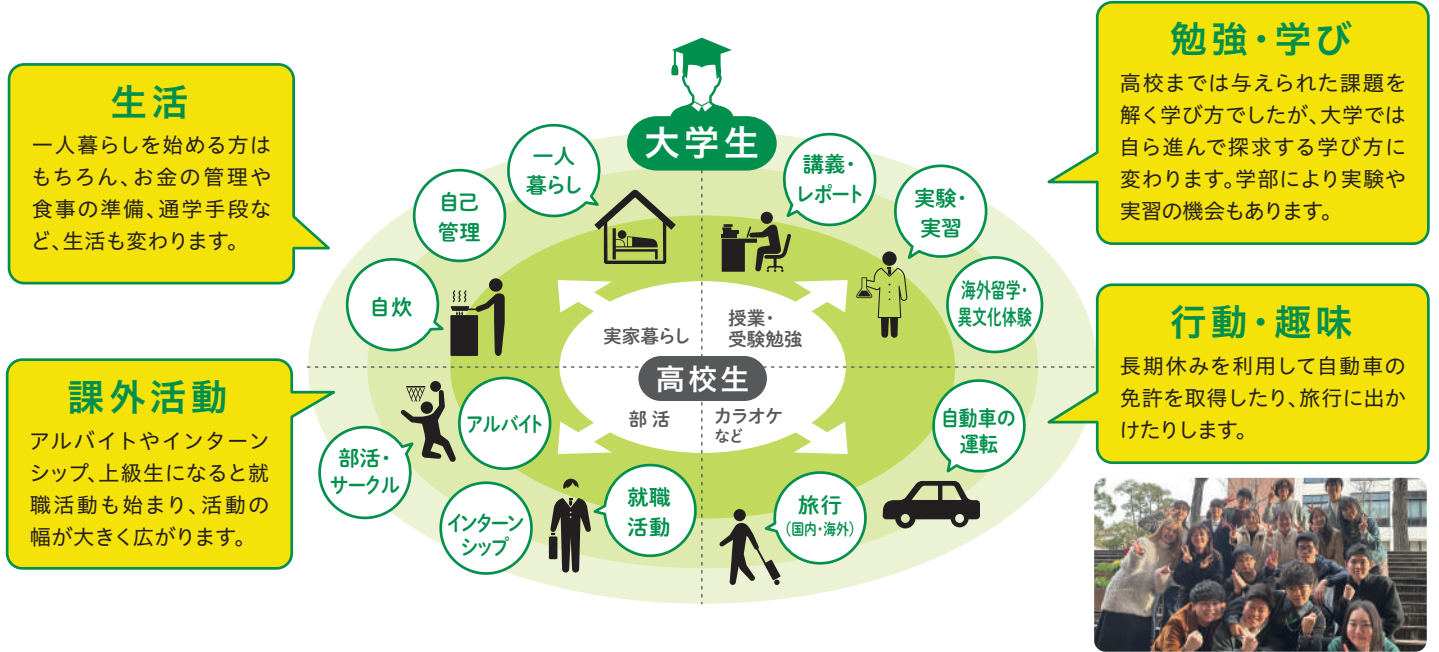 生活
一人暮らしを始める方は
もちろん、お金の管理や
食事の準備、通学手段な
ど、生活も変わります。
課外活動
アルバイトやインターン
シップ、上級生になると就
職活動も始まり、活動の
幅が大きく広がります。
大学生
一人
暮らし
自己
管理
自炊
講義・
レポート
実験・
実習
海外留学・
異文化体験
実家暮らし
授業・
受験勉強
高校生
部活
カラオケ
など
アルバイト
部活・
サークル
インターン
シップ
就職
活動
旅行
(国内・海外)
自動車の
運転
勉強・学び
高校までは与えられた課題を
解く学び方でしたが、大学では
自ら進んで探求する学び方に
変わります。学部により実験や
実習の機会もあります。
行動・趣味
長期休みを利用して自動車の
免許を取得したり、旅行に出か
けたりします。